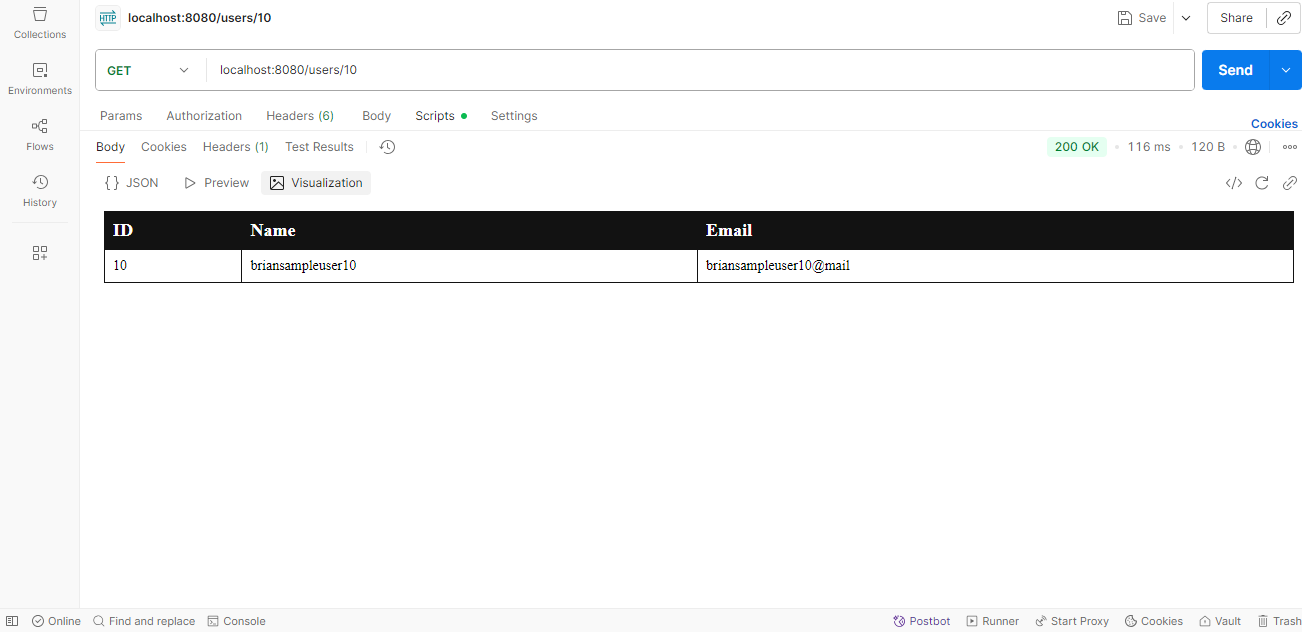 HTTP localhost:8080/users/10 Save Share
Collections
GET localhost:8080/users/10 Send
Environments
Params Authorization Headers (6) Body Scripts Settings
Cookies
Flows
Body Cookies Headers (1) Test Results 200 OK 116 ms 120 B
{} JSON Preview Visualization </>
History
ID Name Email
10 briansampleuser10 briansampleuser10@mail
Online Find and replace Console Postbot Runner Start Proxy Cookies Vault Trash